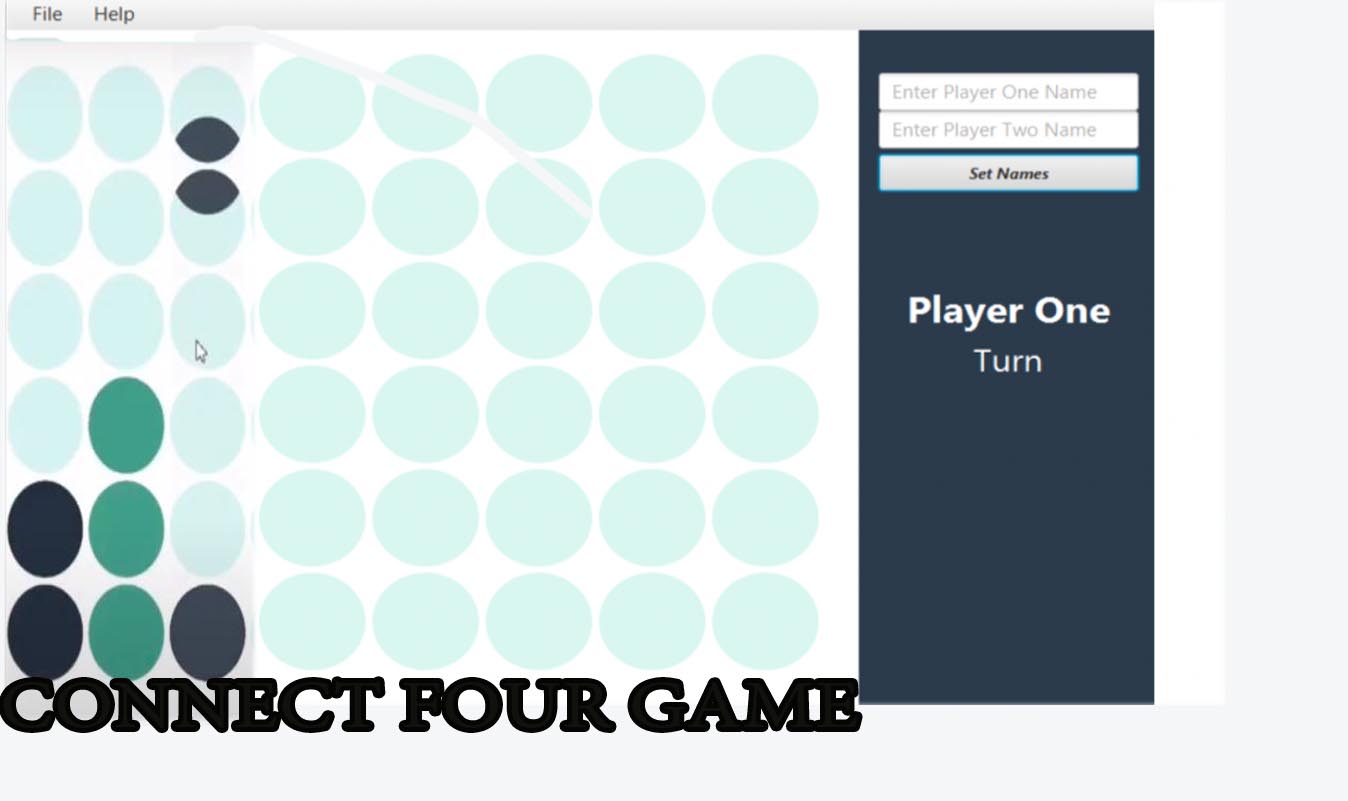 File Help
Enter Player One Name
Enter Player Two Name
Set Names
Player One
Turn
CONNECT FOUR GAME